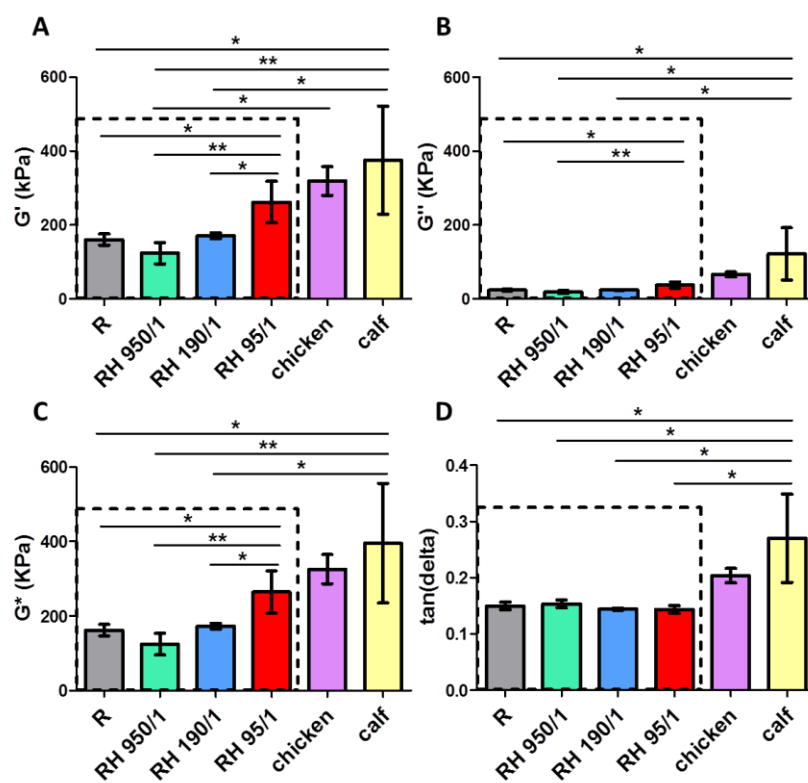 A
*
**
*
*
*
**
*
600
400
200
0
G' (kPa)
R
RH 950/1
RH 190/1
RH 95/1
chicken
calf
B
*
*
*
*
**
600
400
200
0
G'' (KPa)
R
RH 950/1
RH 190/1
RH 95/1
chicken
calf
C
*
**
*
*
**
*
600
400
200
0
G* (KPa)
R
RH 950/1
RH 190/1
RH 95/1
chicken
calf
D
*
*
*
*
0.4
0.3
0.2
0.1
0.0
tan(delta)
R
RH 950/1
RH 190/1
RH 95/1
chicken
calf